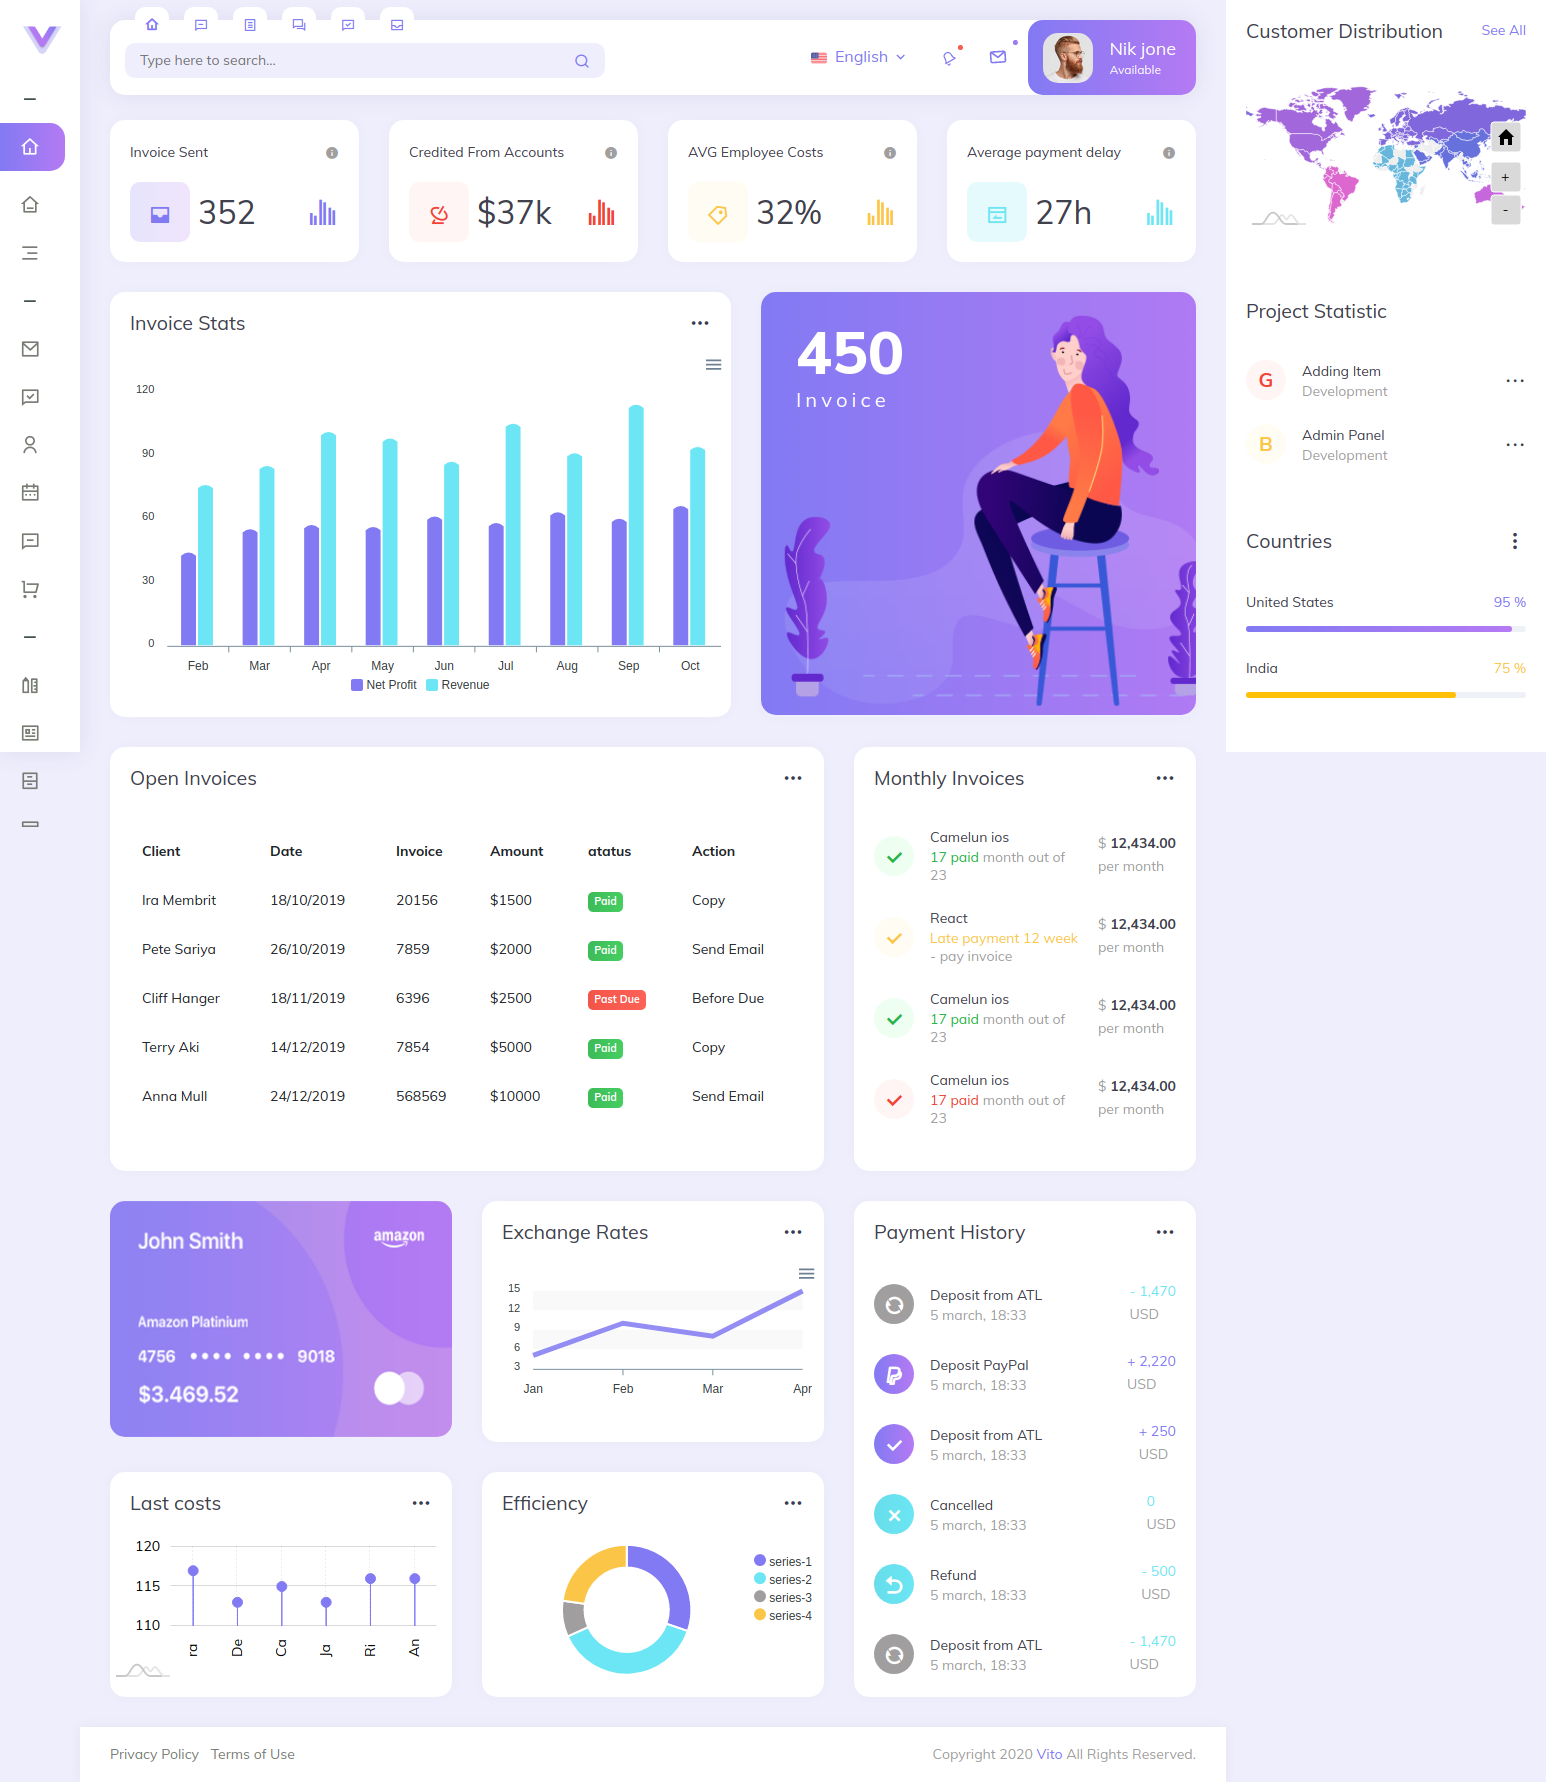 Type here to search...
English
Nik jone
Available
Customer Distribution
See All
+
-
Invoice Sent
352
Credited From Accounts
$37k
AVG Employee Costs
32%
Average payment delay
27h
Invoice Stats
120
90
60
30
0
Feb Mar Apr May Jun Jul Aug Sep Oct
Net Profit Revenue
450
Invoice
Project Statistic
G
Adding Item
Development
B
Admin Panel
Development
Countries
United States 95 %
India 75 %
Open Invoices
Client Date Invoice Amount atatus Action
Ira Membrit 18/10/2019 20156 $1500 Paid Copy
Pete Sariya 26/10/2019 7859 $2000 Paid Send Email
Cliff Hanger 18/11/2019 6396 $2500 Past Due Before Due
Terry Aki 14/12/2019 7854 $5000 Paid Copy
Anna Mull 24/12/2019 568569 $10000 Paid Send Email
Monthly Invoices
Camelun ios
17 paid month out of
23
$ 12,434.00
per month
React
Late payment 12 week
- pay invoice
$ 12,434.00
per month
Camelun ios
17 paid month out of
23
$ 12,434.00
per month
Camelun ios
17 paid month out of
23
$ 12,434.00
per month
John Smith
amazon
Amazon Platinium
4756 •••• •••• 9018
$3.469.52
Exchange Rates
15
12
9
6
3
Jan Feb Mar Apr
Payment History
Deposit from ATL
5 march, 18:33
- 1,470
USD
Deposit PayPal
5 march, 18:33
+ 2,220
USD
Deposit from ATL
5 march, 18:33
+ 250
USD
Cancelled
5 march, 18:33
0
USD
Refund
5 march, 18:33
- 500
USD
Deposit from ATL
5 march, 18:33
- 1,470
USD
Last costs
120
115
110
ra De Ca Ja Ri An
Efficiency
series-1
series-2
series-3
series-4
Privacy Policy Terms of Use
Copyright 2020 Vito All Rights Reserved.